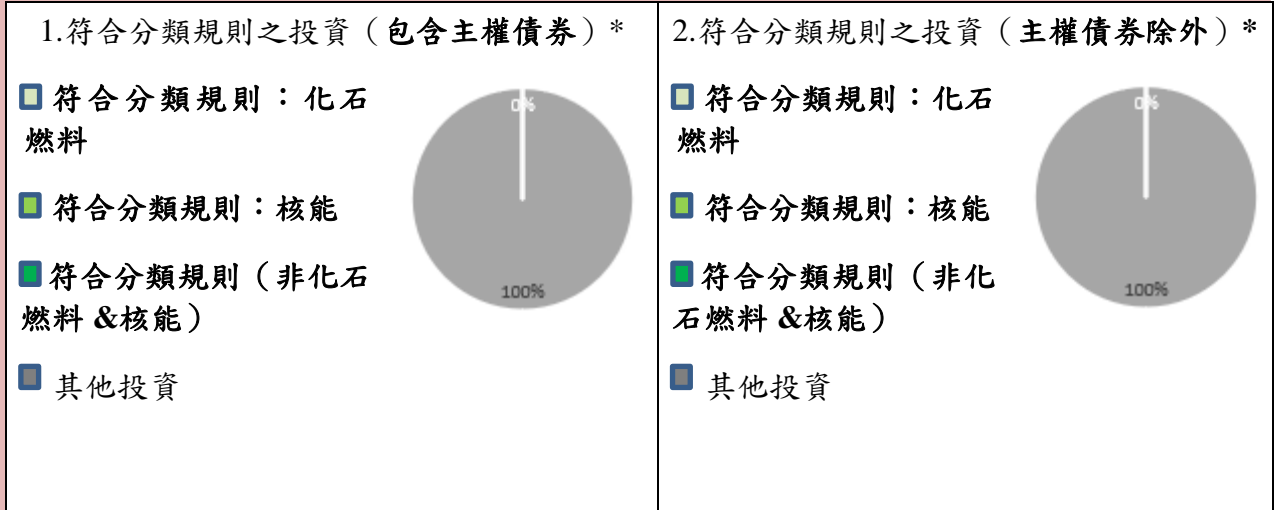 1.符合分類規則之投資（包含主權債券）*
符合分類規則：化石
燃料
符合分類規則：核能
符合分類規則（非化石
燃料 &核能）
其他投資
0%
100%
2.符合分類規則之投資（主權債券除外）*
符合分類規則：化石
燃料
符合分類規則：核能
符合分類規則（非化
石燃料 &核能）
其他投資
0%
100%